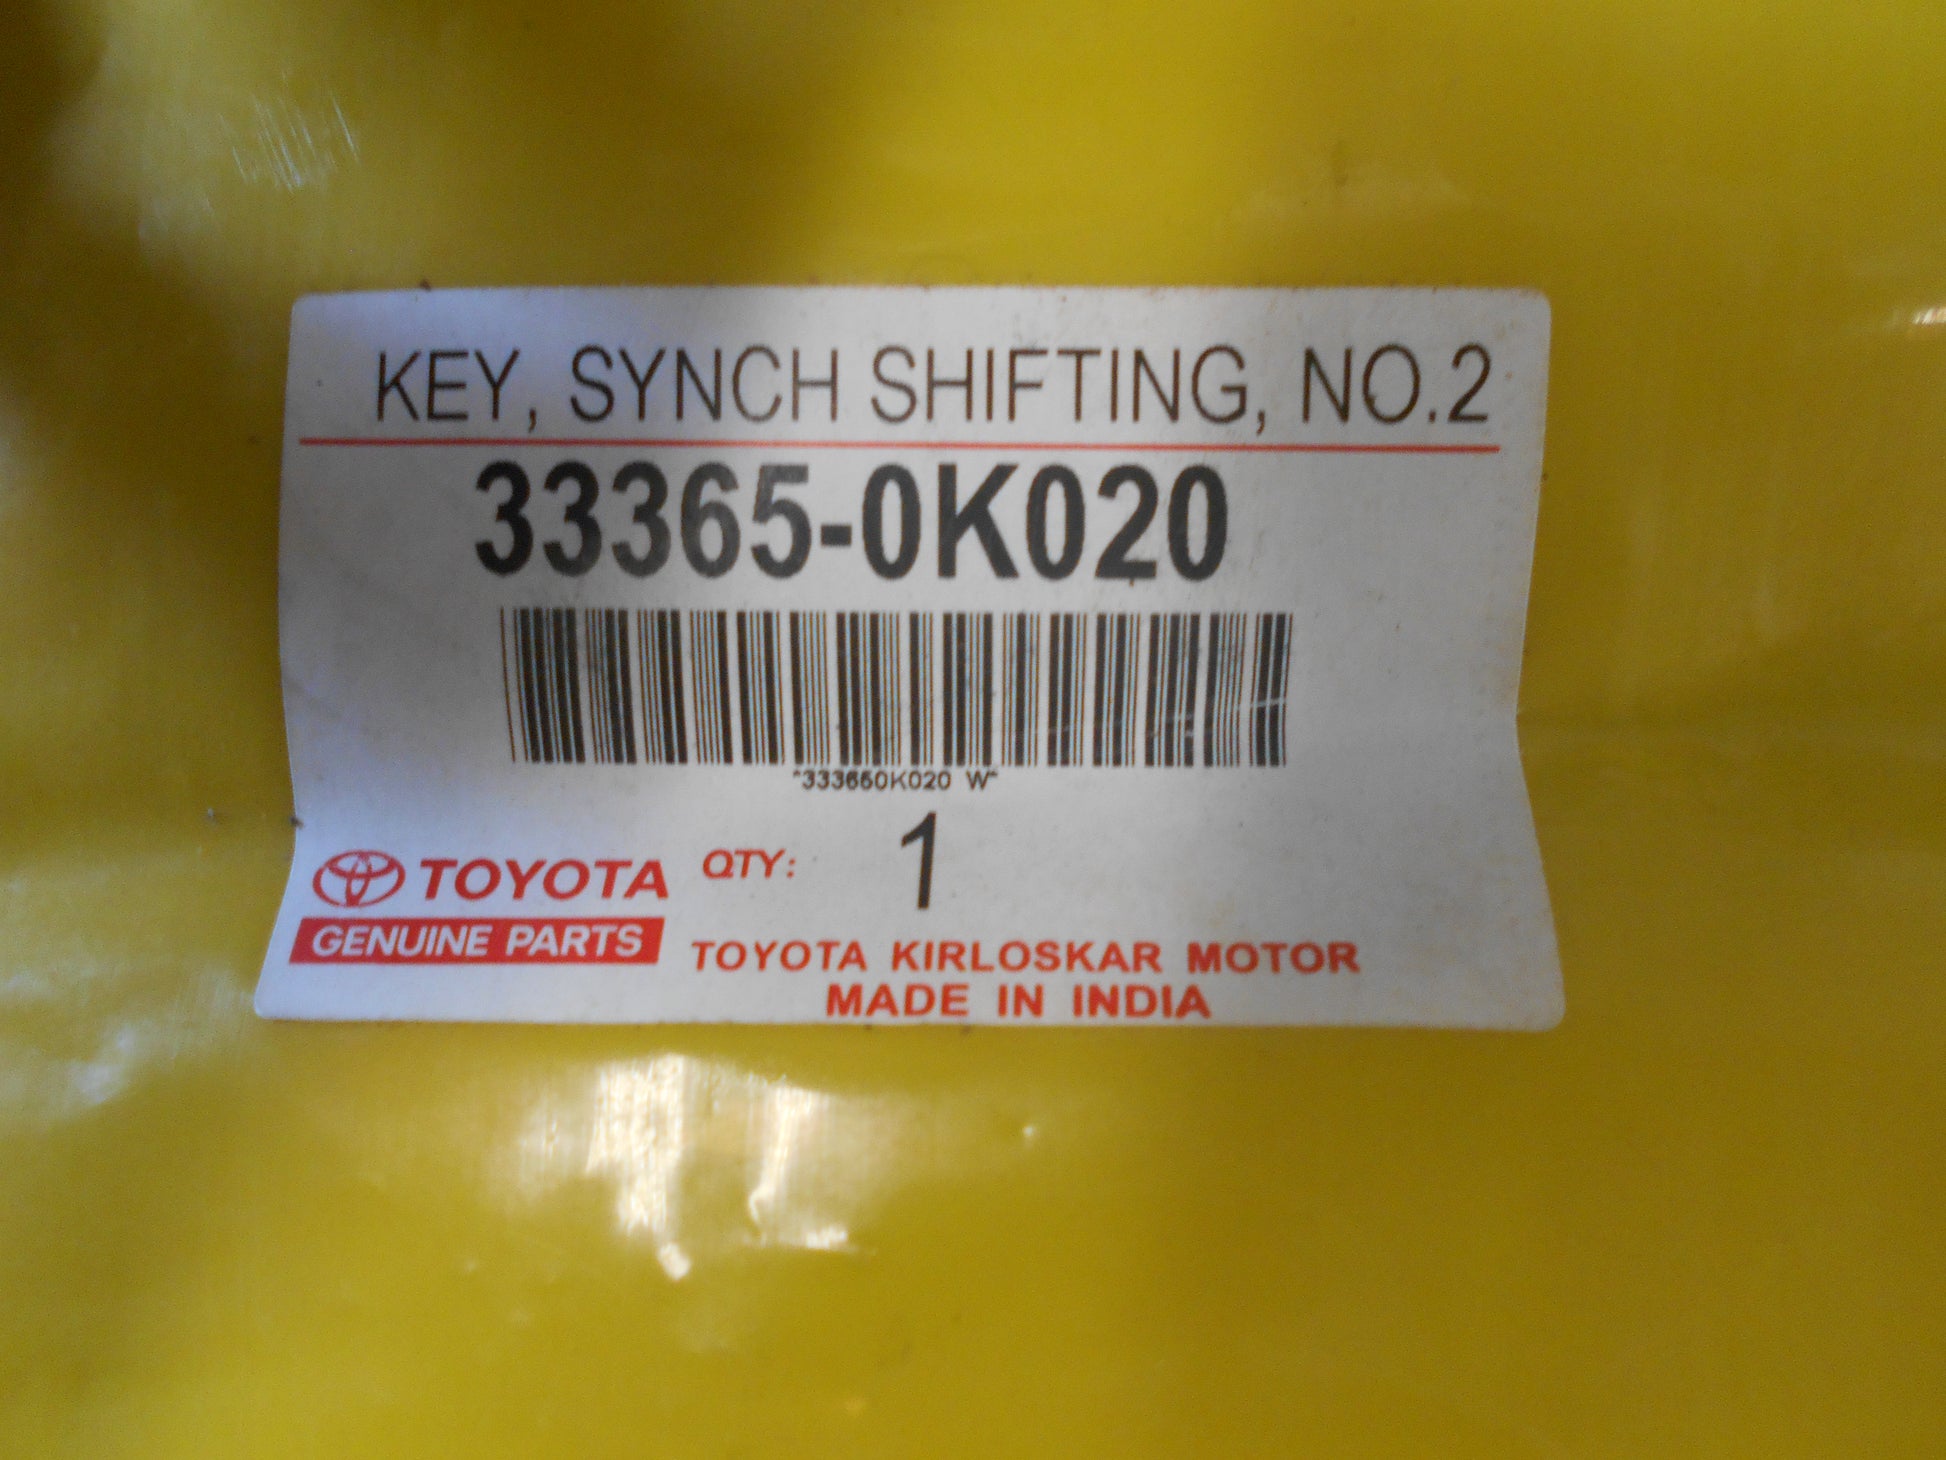 KEY, SYNCH SHIFTING, NO.2
33365-0K020
*333650K020 W*
QTY: 1
TOYOTA
GENUINE PARTS
TOYOTA KIRLOSKAR MOTOR
MADE IN INDIA